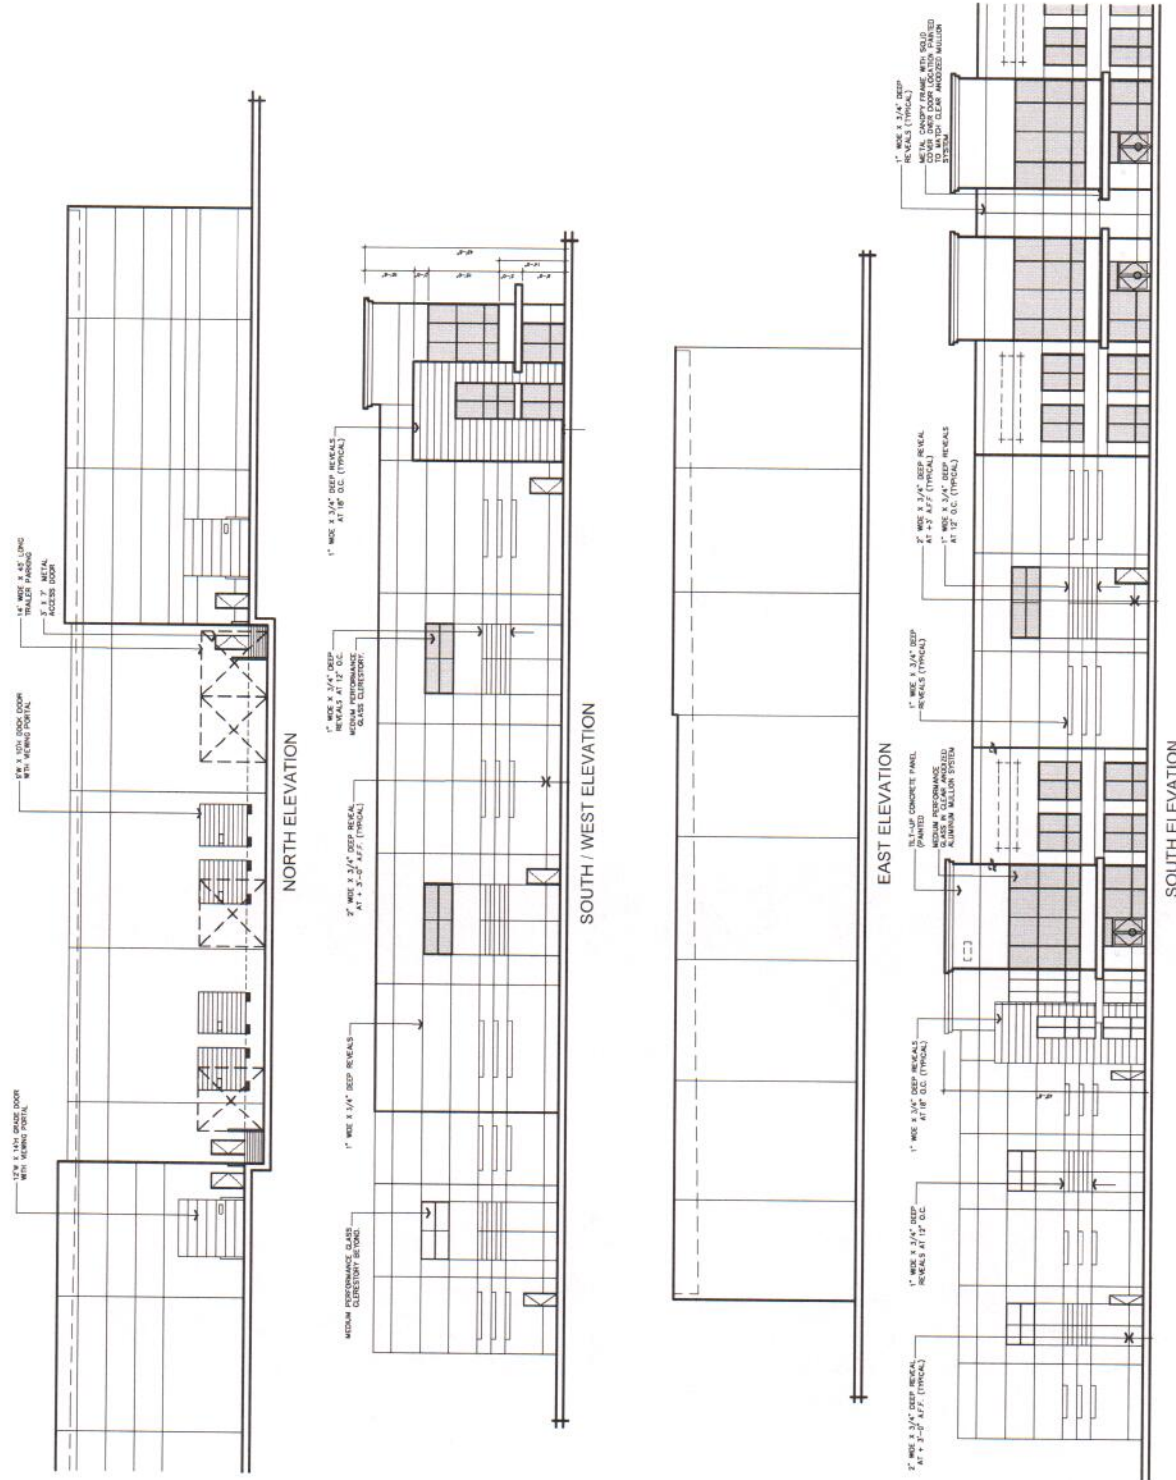 12'W X 14'H GRADE DOOR
WITH VIEWING PORTAL
9'W X 10'H DOCK DOOR
WITH VIEWING PORTAL
14' WIDE X 45' LONG
TRAILER PARKING
3' X 7' METAL
ACCESS DOOR
NORTH ELEVATION
MEDIUM PERFORMANCE GLASS
CLERESTORY BEYOND.
1" WIDE X 3/4" DEEP REVEALS
2" WIDE X 3/4" DEEP REVEAL
AT + 3'-0" A.F.F. (TYPICAL)
1" WIDE X 3/4" DEEP
REVEALS AT 12" O.C.
MEDIUM PERFORMANCE
GLASS CLERESTORY.
1" WIDE X 3/4" DEEP REVEALS
AT 18" O.C. (TYPICAL)
SOUTH / WEST ELEVATION
EAST ELEVATION
2" WIDE X 3/4" DEEP REVEAL
AT + 3'-0" A.F.F. (TYPICAL)
1" WIDE X 3/4" DEEP
REVEALS AT 12" O.C.
1" WIDE X 3/4" DEEP REVEALS
AT 18" O.C. (TYPICAL)
TILT-UP CONCRETE PANEL
(PAINTED)
MEDIUM PERFORMANCE
GLASS IN CLEAR ANODIZED
ALUMINUM MULLION SYSTEM
1" WIDE X 3/4" DEEP
REVEALS (TYPICAL)
2" WIDE X 3/4" DEEP REVEAL
AT +3' A.F.F. (TYPICAL)
1" WIDE X 3/4" DEEP REVEALS
AT 12" O.C. (TYPICAL)
1" WIDE X 3/4" DEEP
REVEALS (TYPICAL)
METAL CANOPY FRAME WITH SOLID
COVER OVER DOOR LOCATION PAINTED
TO MATCH CLEAR ANODIZED MULLION
SYSTEM
SOUTH ELEVATION